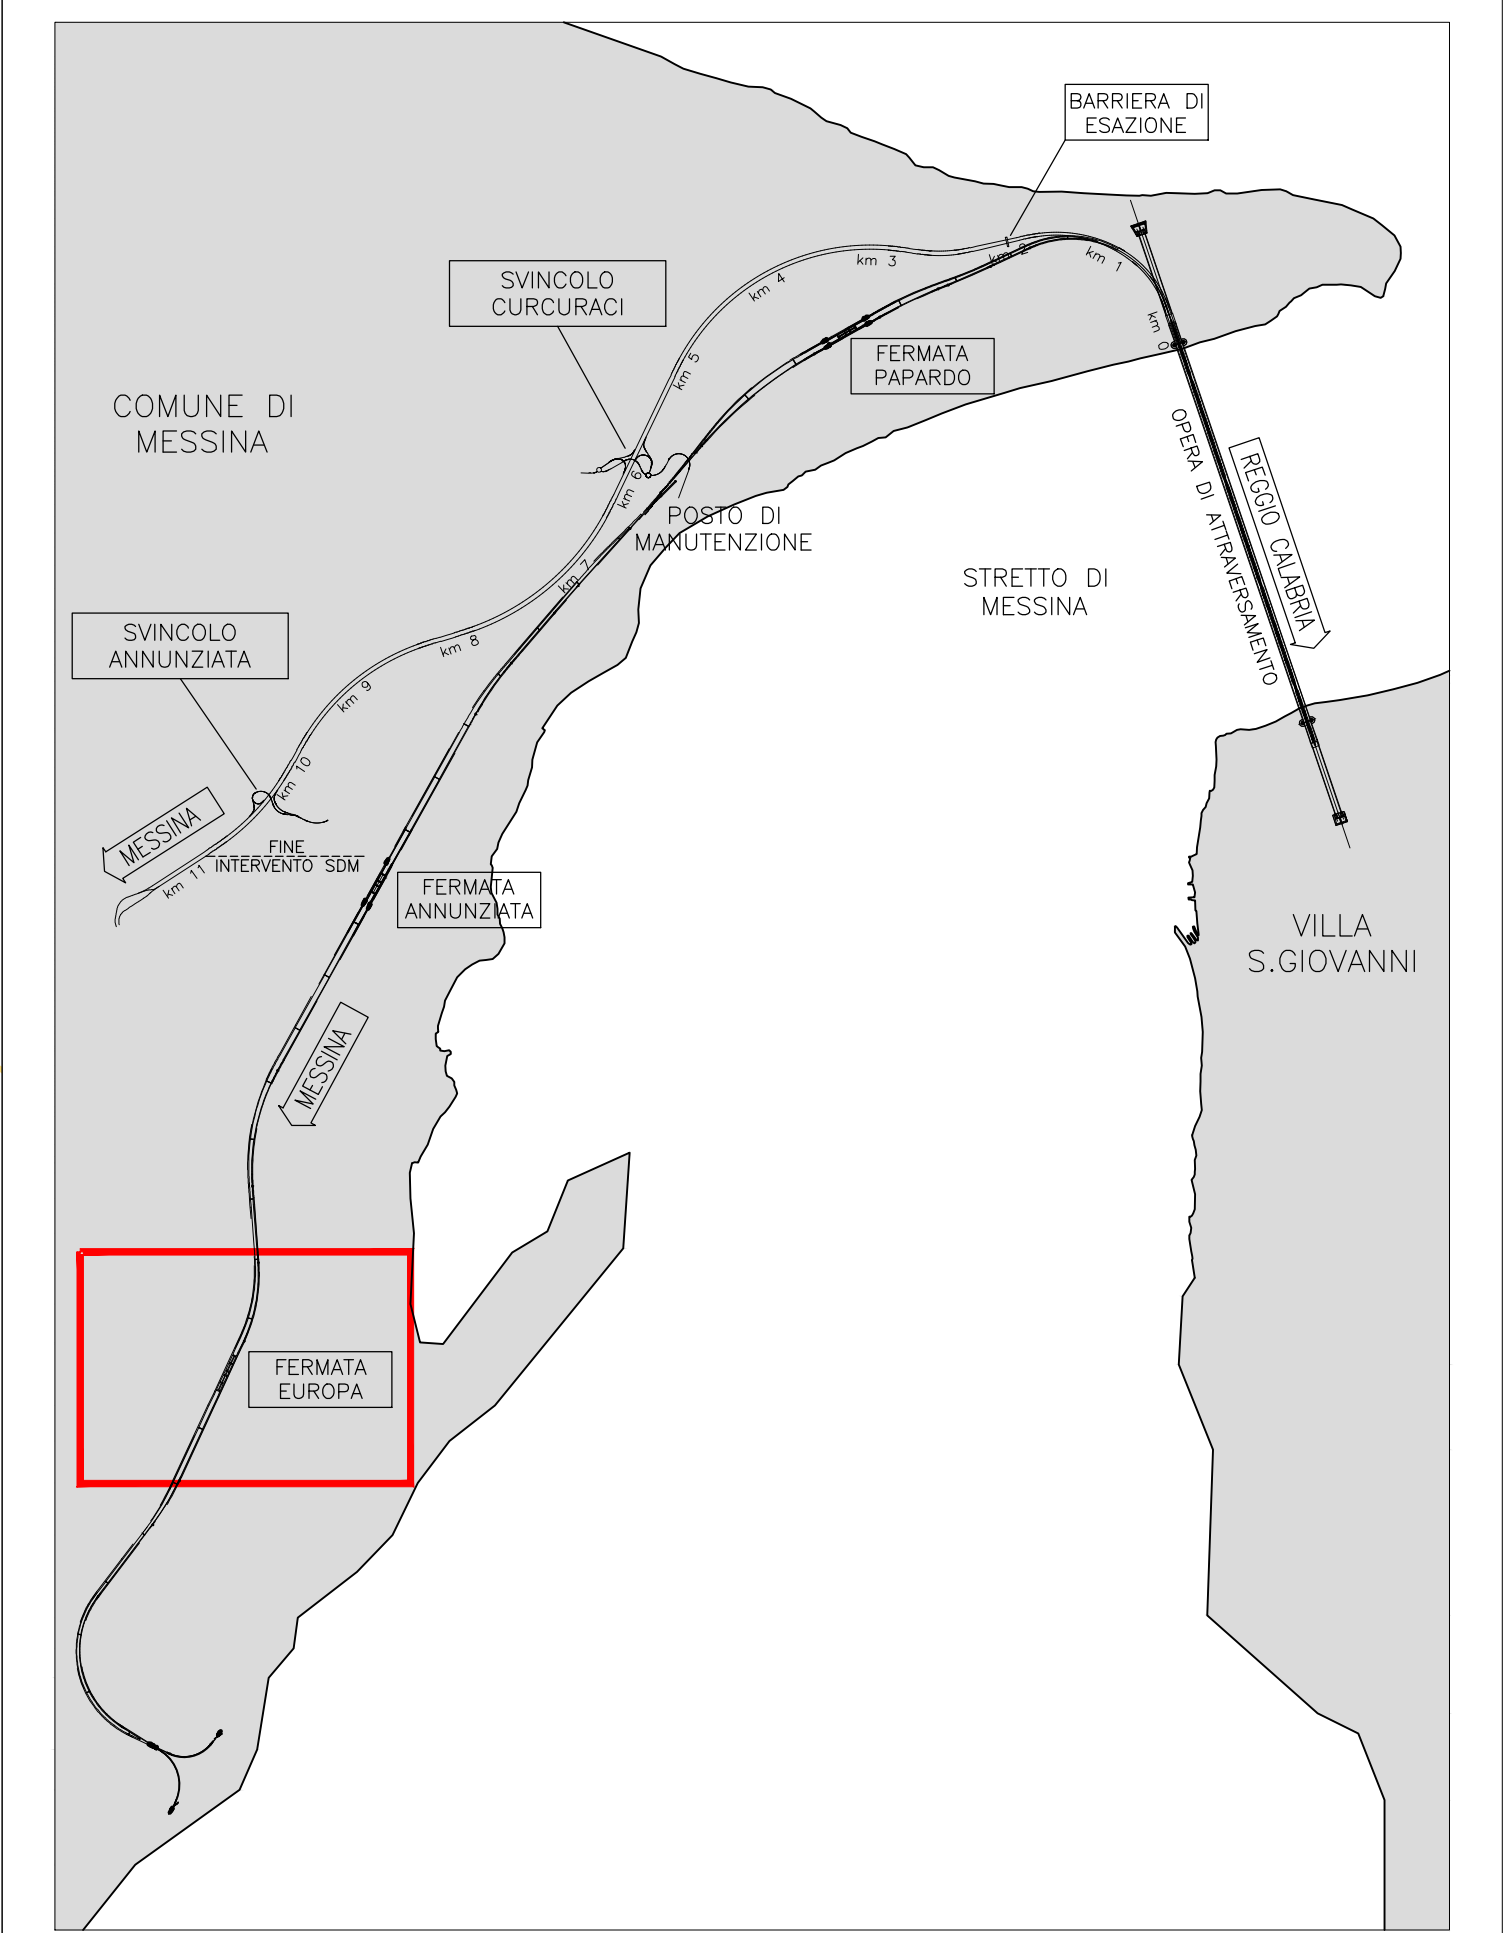 BARRIERA DI
ESAZIONE
SVINCOLO
CURCURACI
km 4
km 3
km 2
km 1
km 0
FERMATA
PAPARDO
km 5
COMUNE DI
MESSINA
km 6
POSTO DI
MANUTENZIONE
OPERA DI ATTRAVERSAMENTO
REGGIO CALABRIA
STRETTO DI
MESSINA
km 7
SVINCOLO
ANNUNZIATA
km 8
km 9
km 10
MESSINA
FINE
INTERVENTO SDM
km 11
FERMATA
ANNUNZIATA
VILLA
S.GIOVANNI
MESSINA
FERMATA
EUROPA